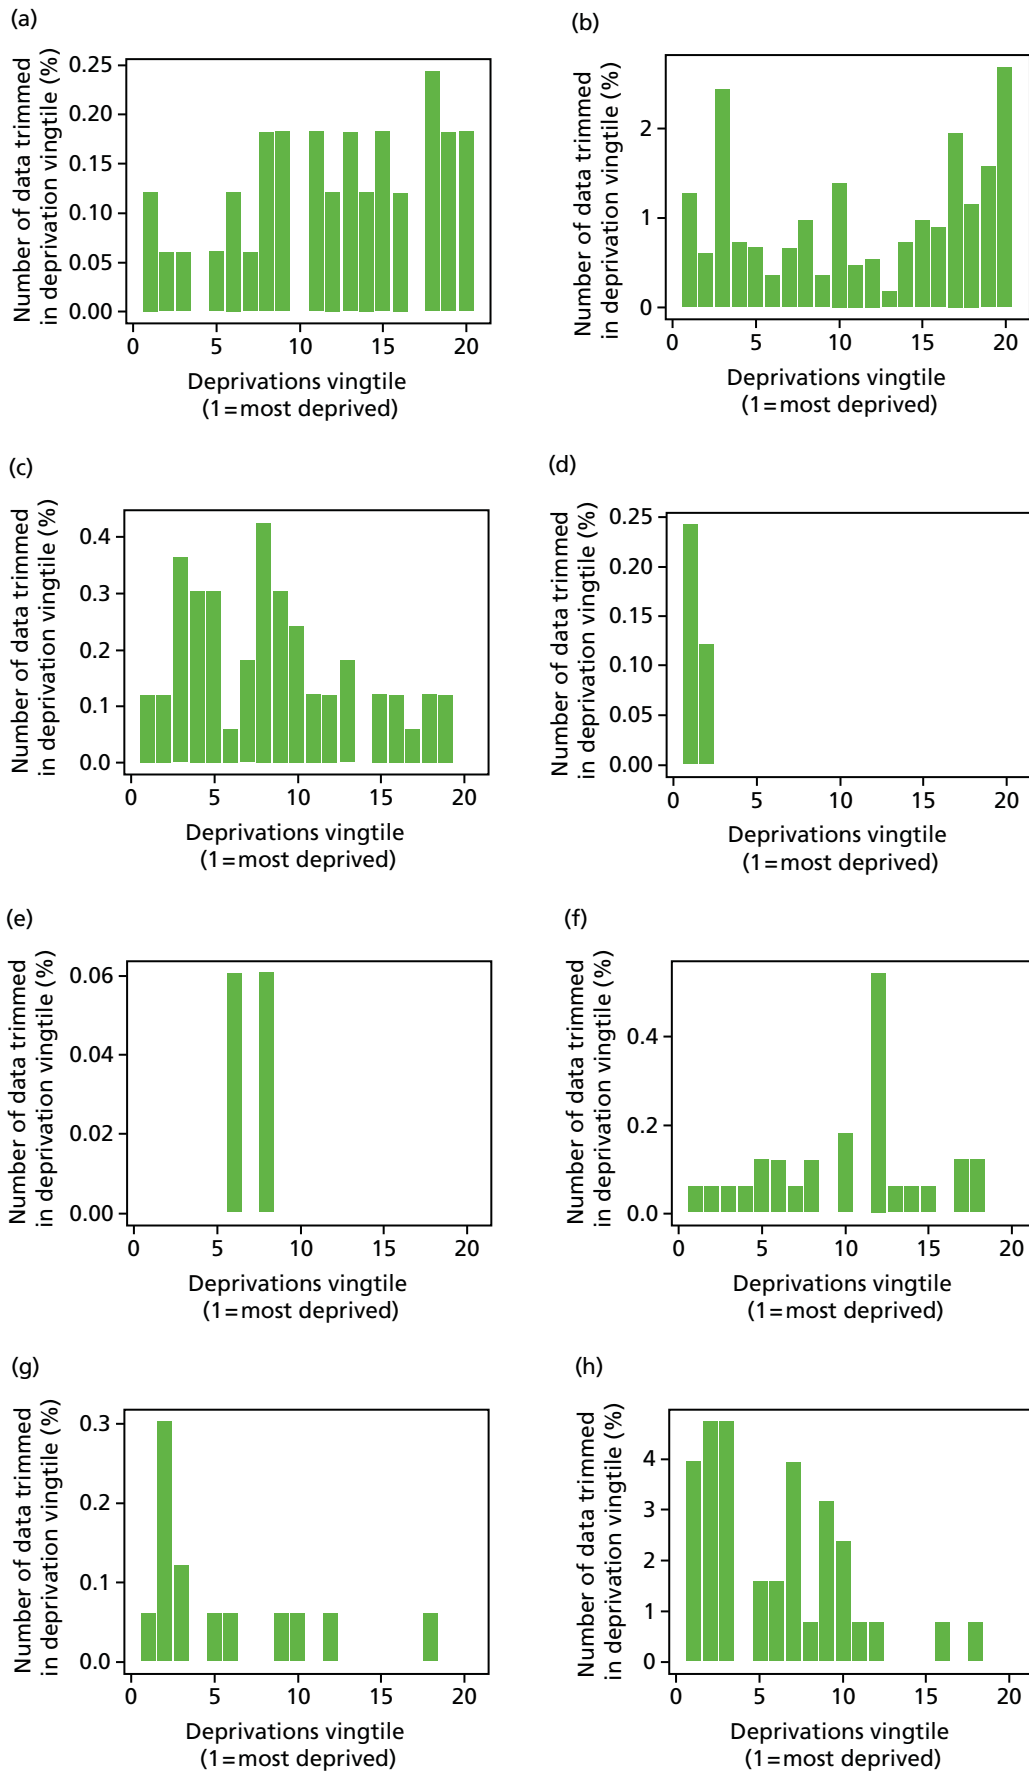 (a)
Number of data trimmed
in deprivation vingtile (%)
0.25
0.20
0.15
0.10
0.05
0.00
0
5
10
15
20
Deprivations vingtile
(1=most deprived)
(b)
Number of data trimmed
in deprivation vingtile (%)
2
1
0
0
5
10
15
20
Deprivations vingtile
(1=most deprived)
(c)
Number of data trimmed
in deprivation vingtile (%)
0.4
0.3
0.2
0.1
0.0
0
5
10
15
20
Deprivations vingtile
(1=most deprived)
(d)
Number of data trimmed
in deprivation vingtile (%)
0.25
0.20
0.15
0.10
0.05
0.00
0
5
10
15
20
Deprivations vingtile
(1=most deprived)
(e)
Number of data trimmed
in deprivation vingtile (%)
0.06
0.04
0.02
0.00
0
5
10
15
20
Deprivations vingtile
(1=most deprived)
(f)
Number of data trimmed
in deprivation vingtile (%)
0.4
0.2
0.0
0
5
10
15
20
Deprivations vingtile
(1=most deprived)
(g)
Number of data trimmed
in deprivation vingtile (%)
0.3
0.2
0.1
0.0
0
5
10
15
20
Deprivations vingtile
(1=most deprived)
(h)
Number of data trimmed
in deprivation vingtile (%)
4
3
2
1
0
0
5
10
15
20
Deprivations vingtile
(1=most deprived)